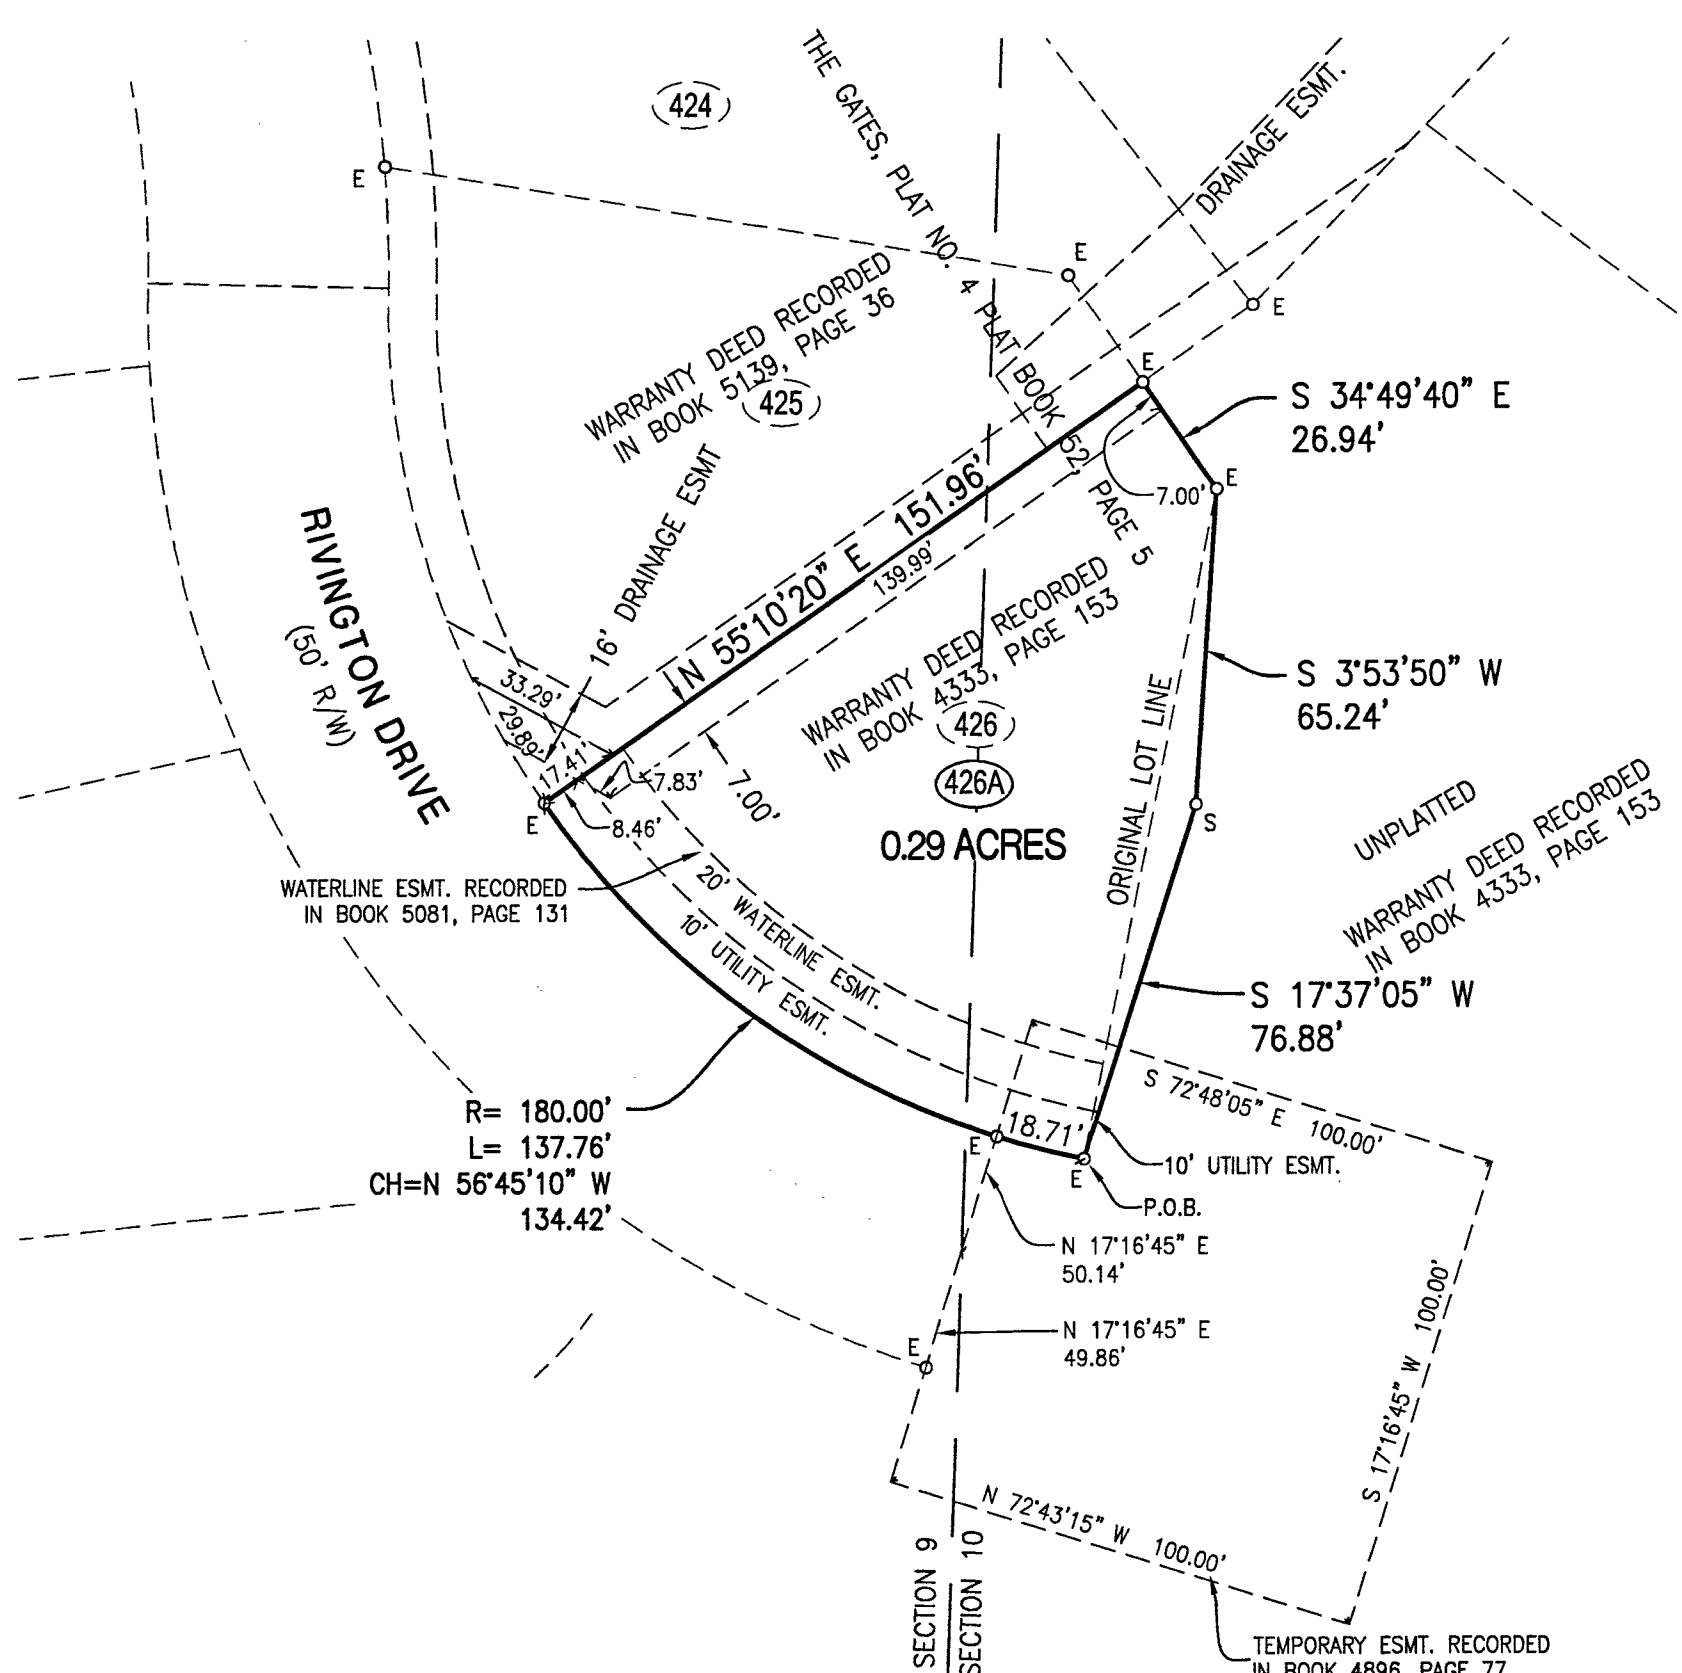 424
THE GATES, PLAT NO. 4 PLAT BOOK 52, PAGE 5
DRAINAGE ESMT.
E
E
E
E
WARRANTY DEED RECORDED
IN BOOK 5139, PAGE 36
425
S 34°49'40" E
26.94'
E
7.00'
16' DRAINAGE ESMT
N 55°10'20" E 151.96'
139.99'
RIVINGTON DRIVE
(50' R/W)
WARRANTY DEED RECORDED
IN BOOK 4333, PAGE 153
426
426A
0.29 ACRES
ORIGINAL LOT LINE
S 3°53'50" W
65.24'
33.29'
29.89'
17.41'
7.83'
7.00'
8.46'
E
S
UNPLATTED
WARRANTY DEED RECORDED
IN BOOK 4333, PAGE 153
WATERLINE ESMT. RECORDED
IN BOOK 5081, PAGE 131
20' WATERLINE ESMT.
10' UTILITY ESMT.
S 17°37'05" W
76.88'
S 72°48'05" E 100.00'
R= 180.00'
L= 137.76'
CH=N 56°45'10" W
134.42'
18.71'
E
E
10' UTILITY ESMT.
P.O.B.
N 17°16'45" E
50.14'
N 17°16'45" E
49.86'
E
S 17°16'45" W 100.00'
N 72°43'15" W 100.00'
SECTION 9
SECTION 10
TEMPORARY ESMT. RECORDED
IN BOOK 4896, PAGE 77